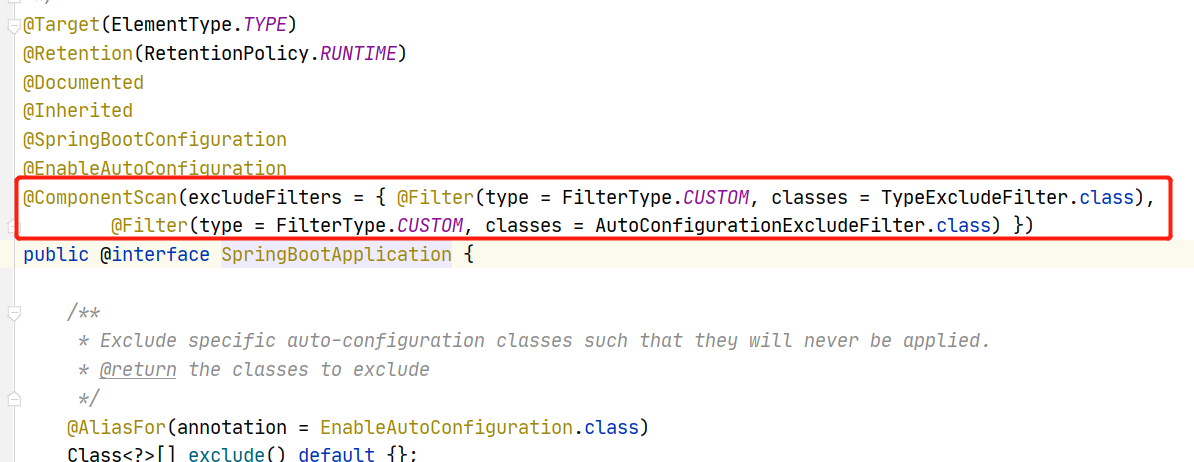 */
@Target(ElementType.TYPE)
@Retention(RetentionPolicy.RUNTIME)
@Documented
@Inherited
@SpringBootConfiguration
@EnableAutoConfiguration
@ComponentScan(excludeFilters = { @Filter(type = FilterType.CUSTOM, classes = TypeExcludeFilter.class),
@Filter(type = FilterType.CUSTOM, classes = AutoConfigurationExcludeFilter.class) })
public @interface SpringBootApplication {
/**
* Exclude specific auto-configuration classes such that they will never be applied.
* @return the classes to exclude
*/
@AliasFor(annotation = EnableAutoConfiguration.class)
Class<?>[] exclude() default {};